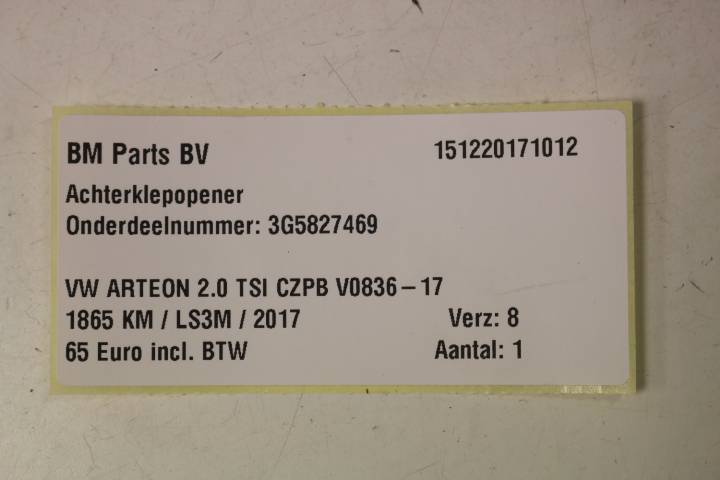 BM Parts BV 151220171012
Achterklepopener
Onderdeelnummer: 3G5827469
VW ARTEON 2.0 TSI CZPB V0836-17
1865 KM / LS3M / 2017 Verz: 8
65 Euro incl. BTW Aantal: 1